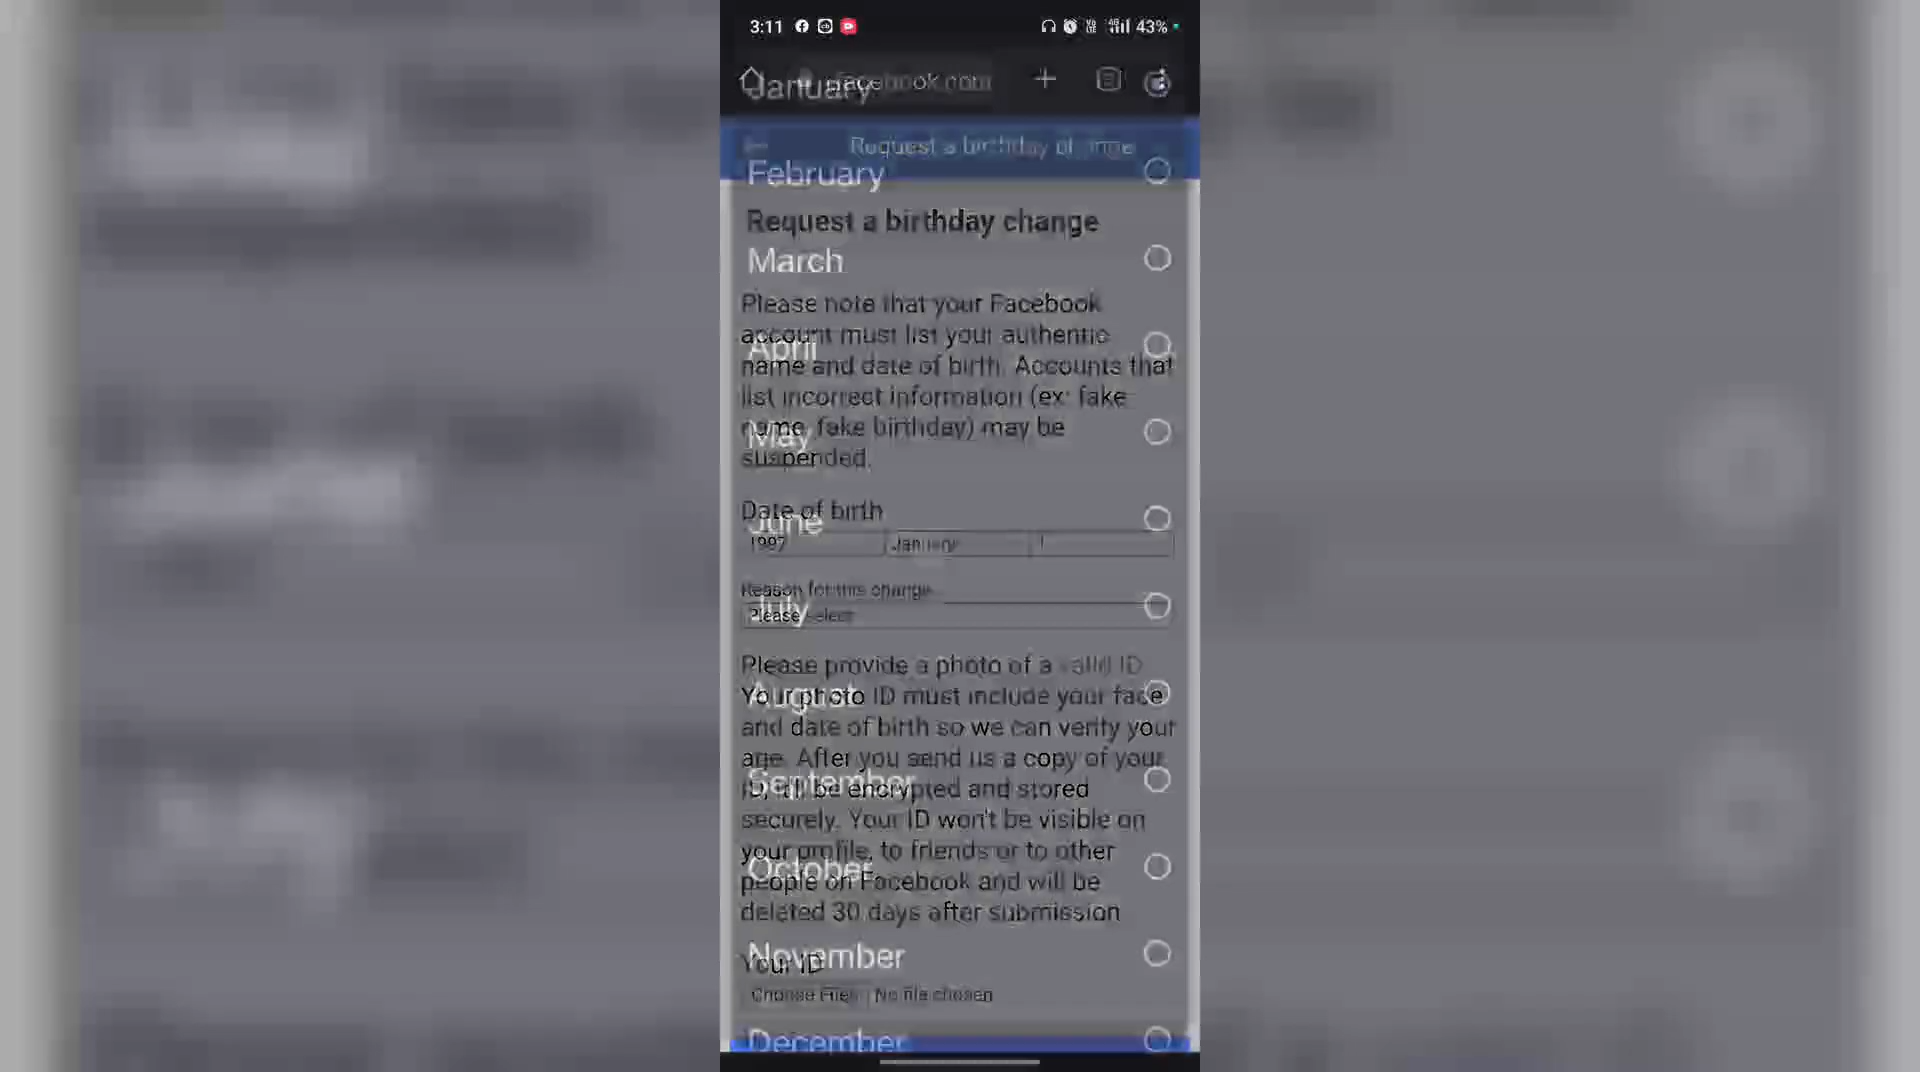 3:11 43%
January
facebook.com
Request a birthday change
February
Request a birthday change
March
Please note that your Facebook
account must list your authentic
April
name and date of birth. Accounts that
list incorrect information (ex: fake
name, fake birthday) may be
May
suspended.
Date of birth
June
1997 January 1
Reason for this change
July
Please select
Please provide a photo of a valid ID.
Your photo ID must include your face
August
and date of birth so we can verify your
age. After you send us a copy of your
September
ID, it'll be encrypted and stored
securely. Your ID won't be visible on
your profile, to friends or to other
October
people on Facebook and will be
deleted 30 days after submission
November
Your ID
Choose Files No file chosen
December